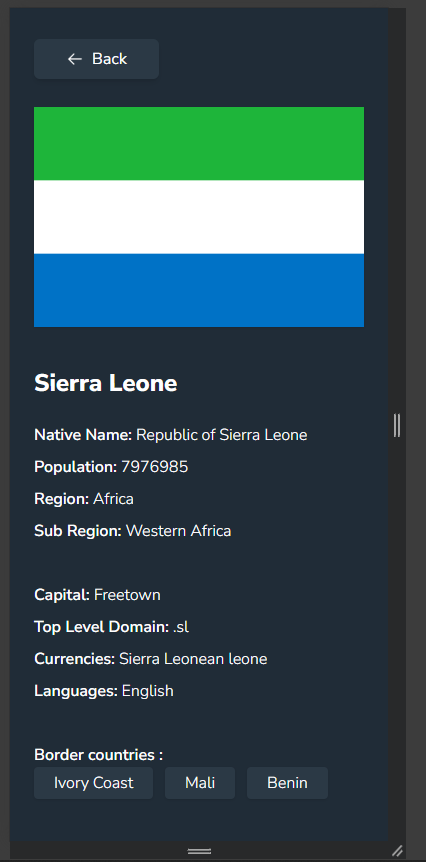 ← Back
Sierra Leone
Native Name: Republic of Sierra Leone
Population: 7976985
Region: Africa
Sub Region: Western Africa
Capital: Freetown
Top Level Domain: .sl
Currencies: Sierra Leonean leone
Languages: English
Border countries :
Ivory Coast Mali Benin